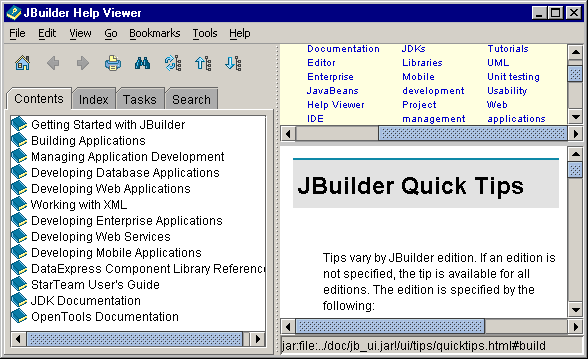 JBuilder Help Viewer
File Edit View Go Bookmarks Tools Help
Contents Index Tasks Search
Getting Started with JBuilder
Building Applications
Managing Application Development
Developing Database Applications
Developing Web Applications
Working with XML
Developing Enterprise Applications
Developing Web Services
Developing Mobile Applications
DataExpress Component Library Reference
StarTeam User's Guide
JDK Documentation
OpenTools Documentation
Documentation JDKs Tutorials
Editor Libraries UML
Enterprise Mobile Unit testing
JavaBeans development Usability
Help Viewer Project Web
IDE management applications
JBuilder Quick Tips
Tips vary by JBuilder edition. If an edition is
not specified, the tip is available for all
editions. The edition is specified by the
following:
jar:file:../doc/jb_ui.jar!/ui/tips/quicktips.html#build